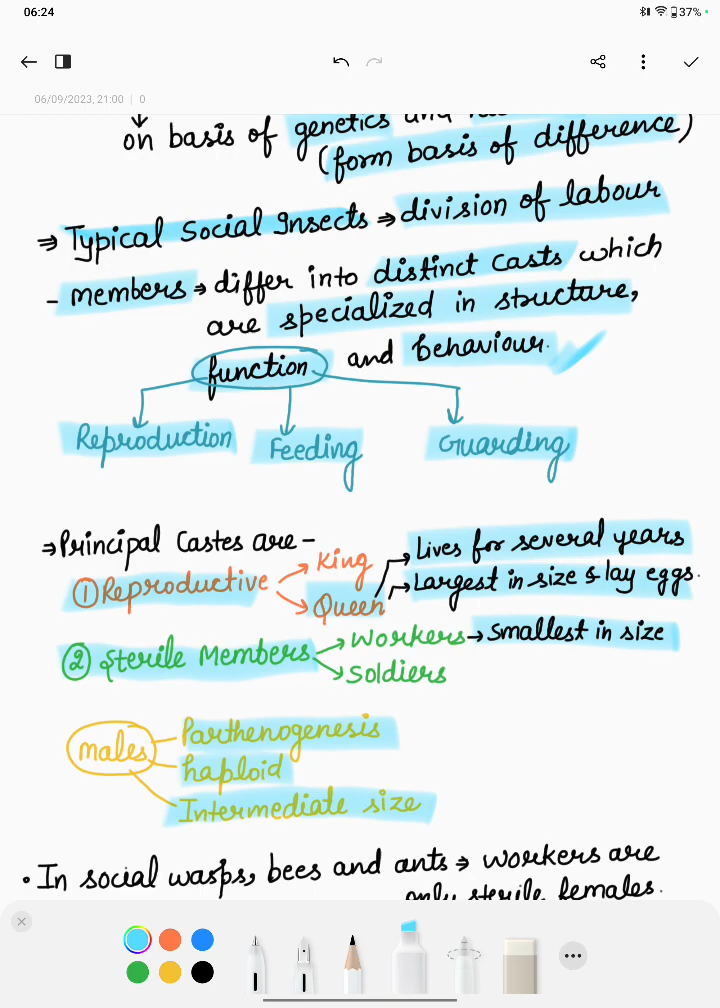 06:24
37%
06/09/2023, 21:00 | 0
on basis of genetics and
(form basis of difference)
⇒ Typical Social Insects → division of labour
- members → differ into distinct casts which
are specialized in structure,
function and behaviour.
Reproduction Feeding Guarding
⇒ Principal Castes are -
① Reproductive King → Lives for several years
Queen → Largest in size & lay eggs.
② Sterile Members Workers → Smallest in size
Soldiers
males Parthenogenesis
haploid
Intermediate size
• In social wasps, bees and ants → workers are
only sterile females.